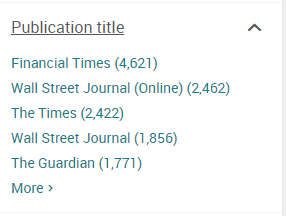 Publication title
Financial Times (4,621)
Wall Street Journal (Online) (2,462)
The Times (2,422)
Wall Street Journal (1,856)
The Guardian (1,771)
More ›